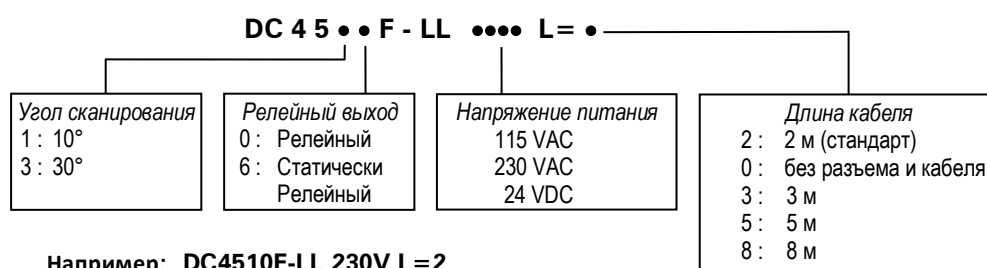 DC 4 5 ● ● F - LL ●●●● L= ●
Угол сканирования
1 : 10°
3 : 30°
Релейный выход
0 : Релейный
6 : Статически
Релейный
Напряжение питания
115 VAC
230 VAC
24 VDC
Длина кабеля
2 : 2 м (стандарт)
0 : без разъема и кабеля
3 : 3 м
5 : 5 м
8 : 8 м
Например: DC4510F-LL 230V L=2